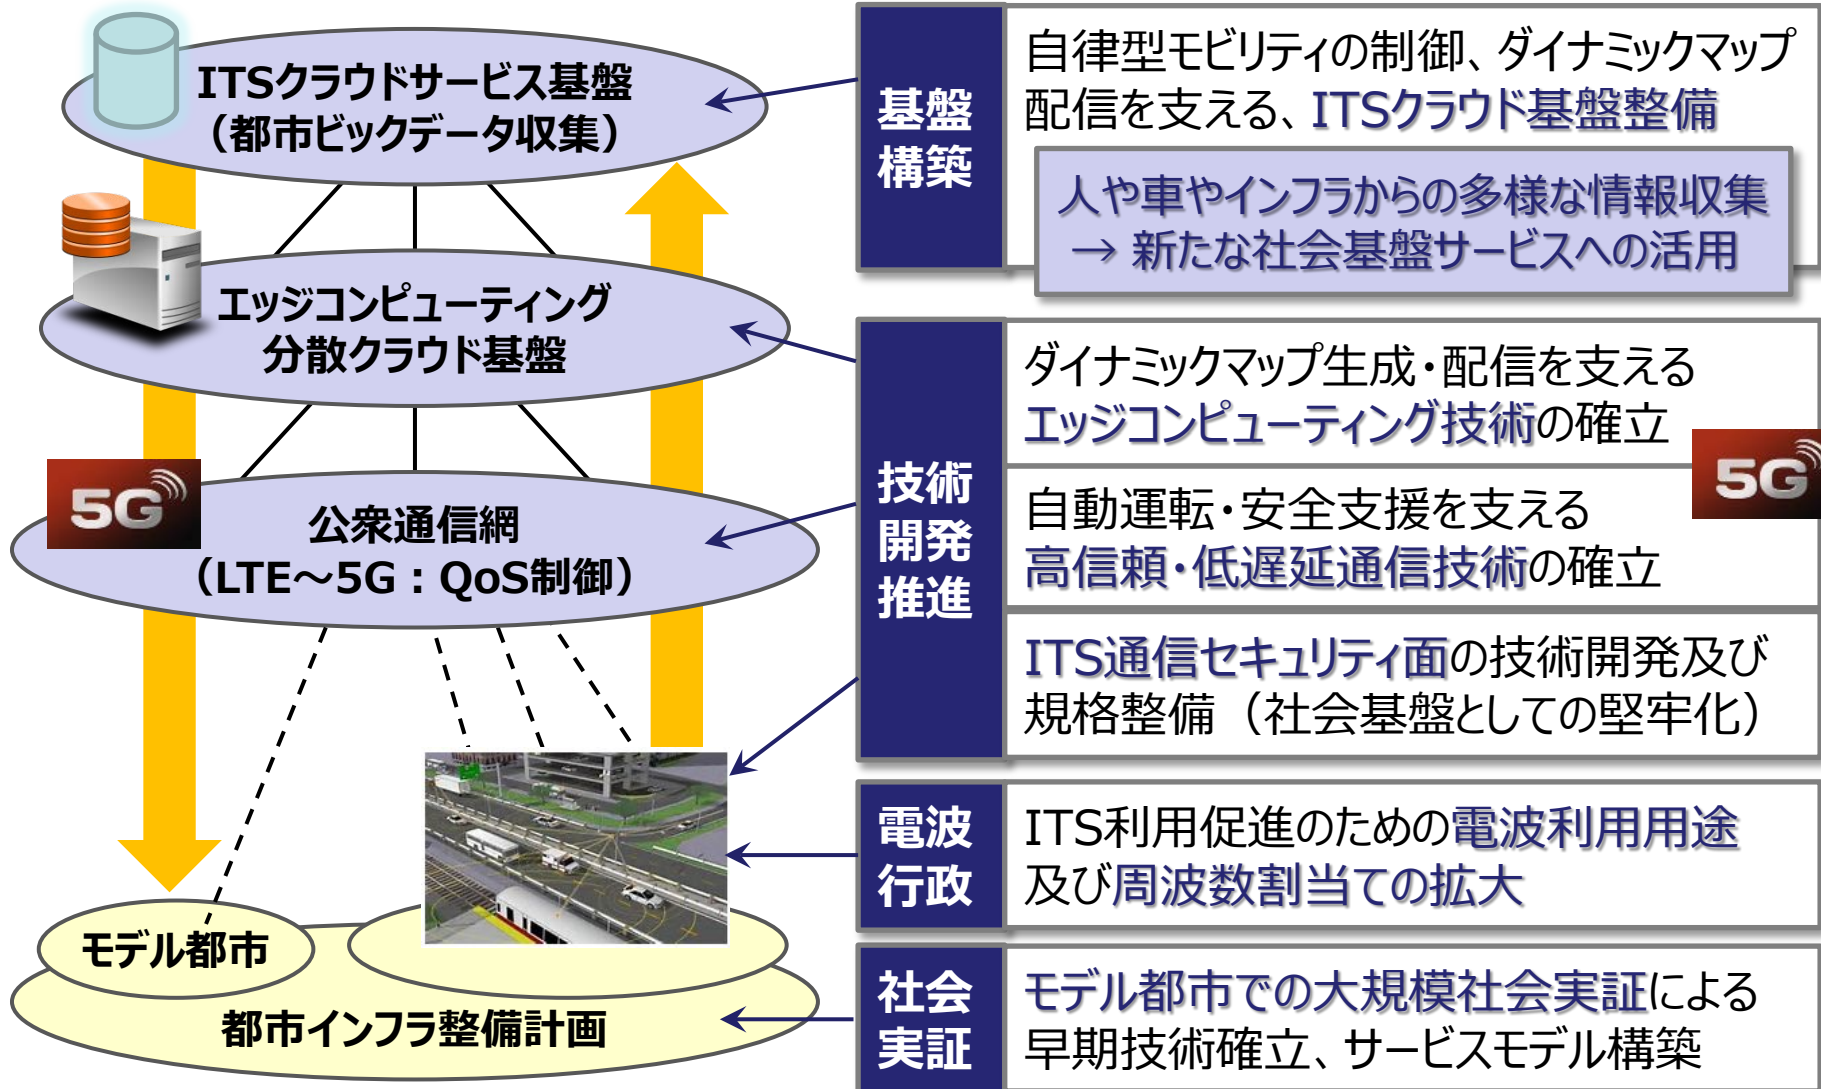 ITSクラウドサービス基盤
（都市ビックデータ収集）
エッジコンピューティング
分散クラウド基盤
5G
公衆通信網
（LTE～5G：QoS制御）
モデル都市
都市インフラ整備計画
基盤
構築
自律型モビリティの制御、ダイナミックマップ
配信を支える、ITSクラウド基盤整備
人や車やインフラからの多様な情報収集
→ 新たな社会基盤サービスへの活用
技術
開発
推進
ダイナミックマップ生成・配信を支える
エッジコンピューティング技術の確立
5G
自動運転・安全支援を支える
高信頼・低遅延通信技術の確立
ITS通信セキュリティ面の技術開発及び
規格整備（社会基盤としての堅牢化）
電波
行政
ITS利用促進のための電波利用用途
及び周波数割当ての拡大
社会
実証
モデル都市での大規模社会実証による
早期技術確立、サービスモデル構築